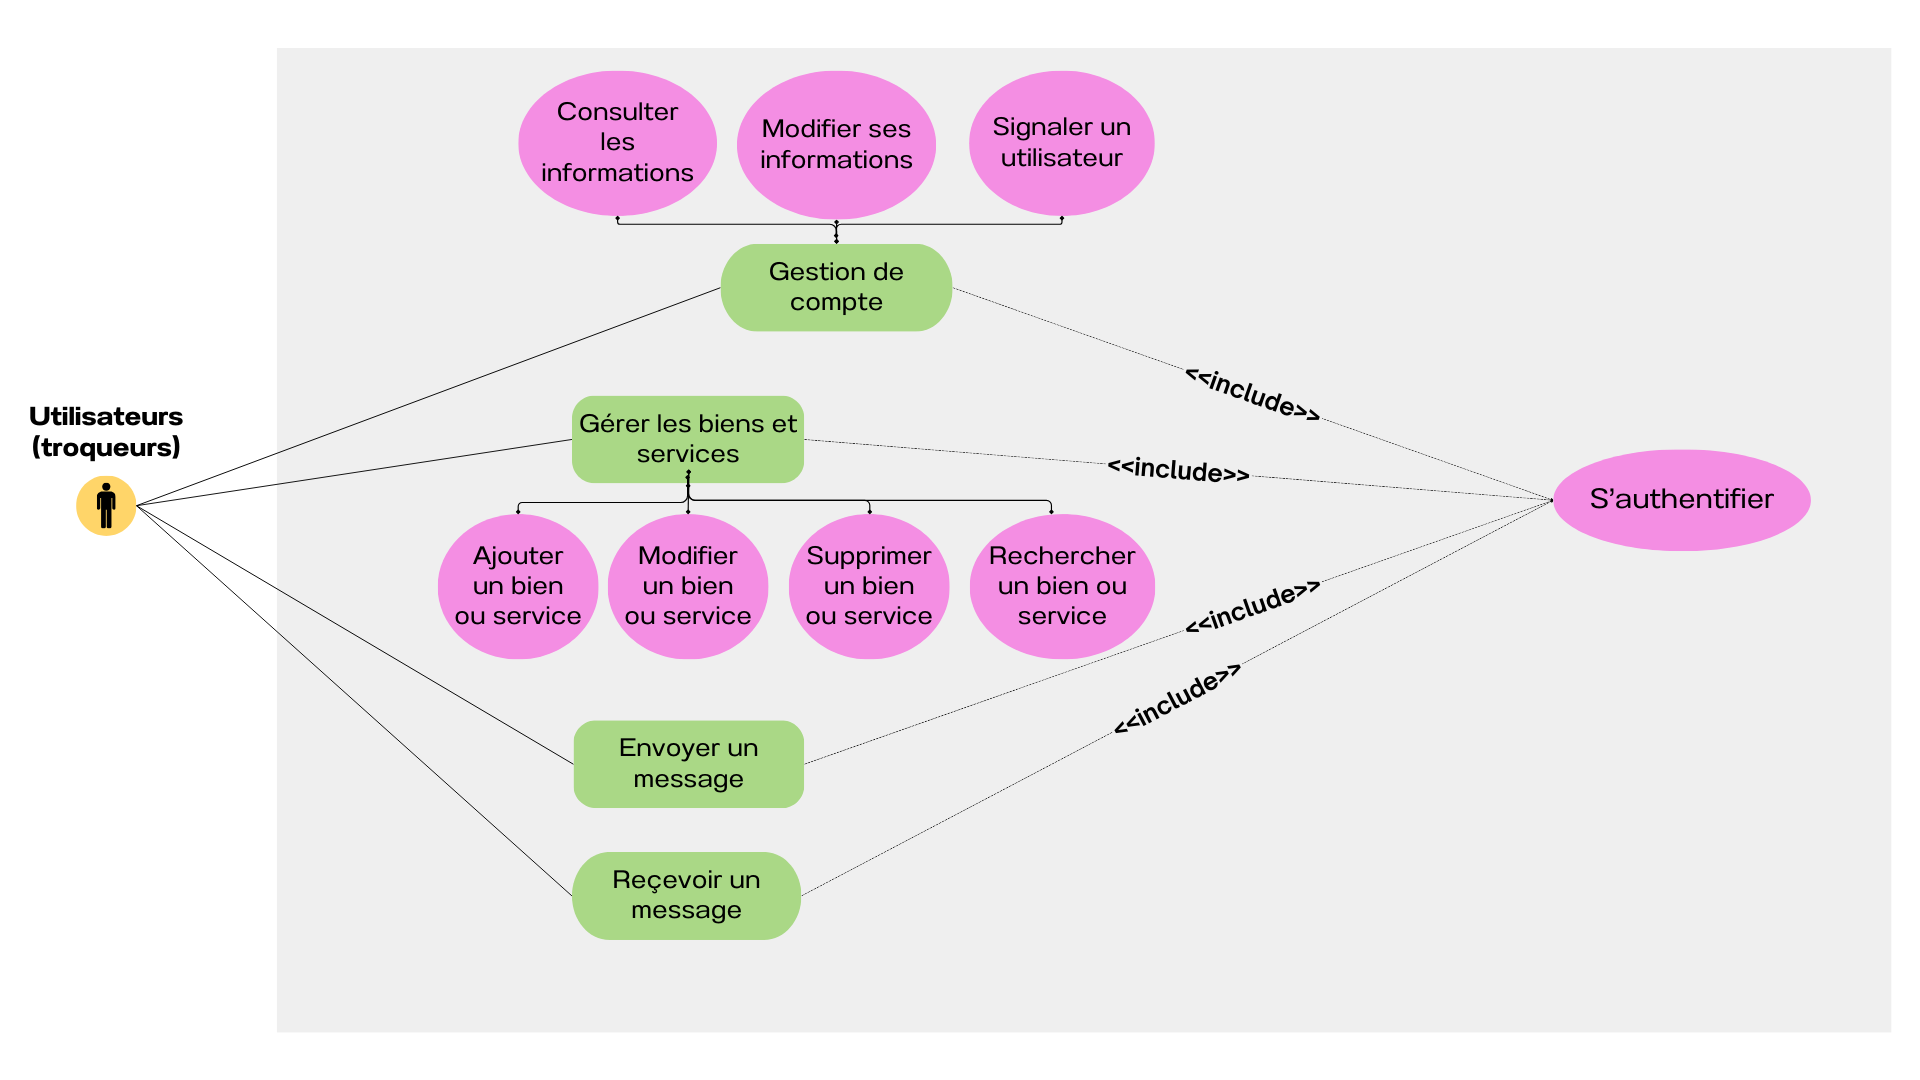 Consulter
les
informations
Modifier ses
informations
Signaler un
utilisateur
Gestion de
compte
<<include>>
Utilisateurs
(troqueurs)
Gérer les biens et
services
<<include>>
S'authentifier
Ajouter
un bien
ou service
Modifier
un bien
ou service
Supprimer
un bien
ou service
Rechercher
un bien ou
service
<<include>>
<<include>>
Envoyer un
message
Reçevoir un
message